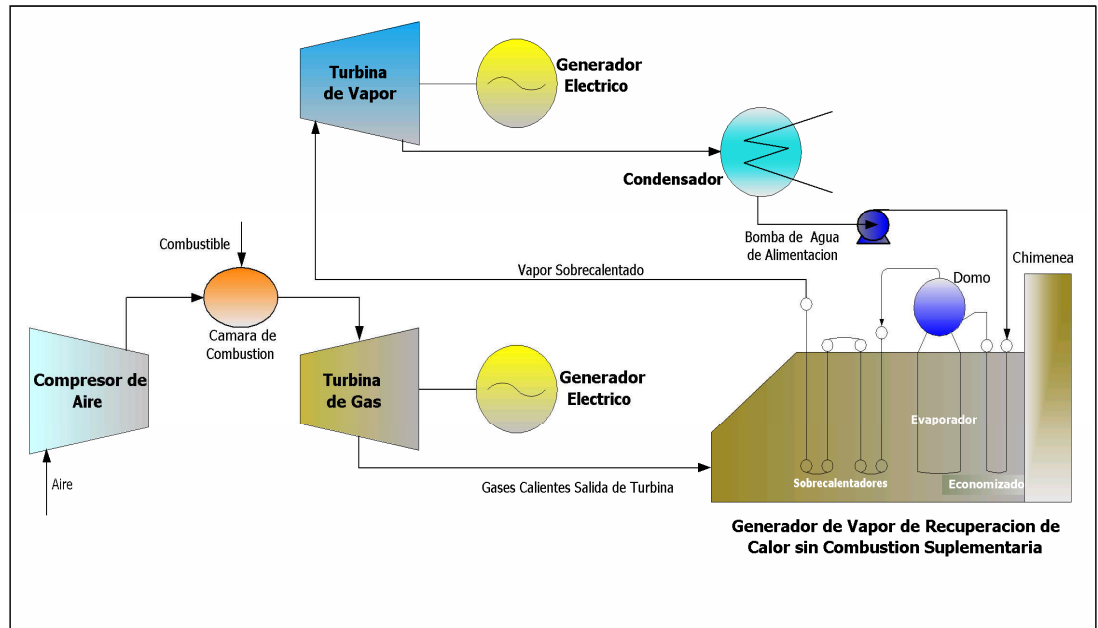 Turbina
de Vapor
Generador
Electrico
Condensador
Bomba de Agua
de Alimentacion
Combustible
Vapor Sobrecalentado
Domo
Chimenea
Camara de
Combustion
Compresor de
Aire
Turbina
de Gas
Generador
Electrico
Evaporador
Aire
Gases Calientes Salida de Turbina
Sobrecalentadores
Economizado
Generador de Vapor de Recuperacion de
Calor sin Combustion Suplementaria